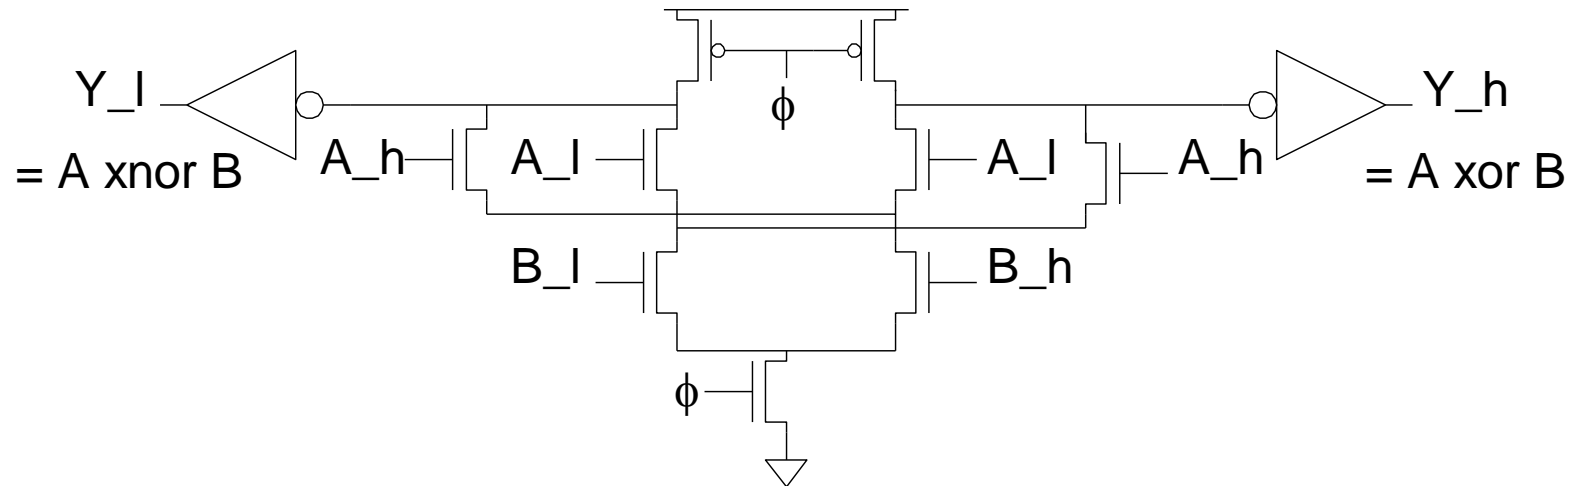 Y_l
= A xnor B
A_h
A_l
ϕ
A_l
A_h
Y_h
= A xor B
B_l
B_h
ϕ